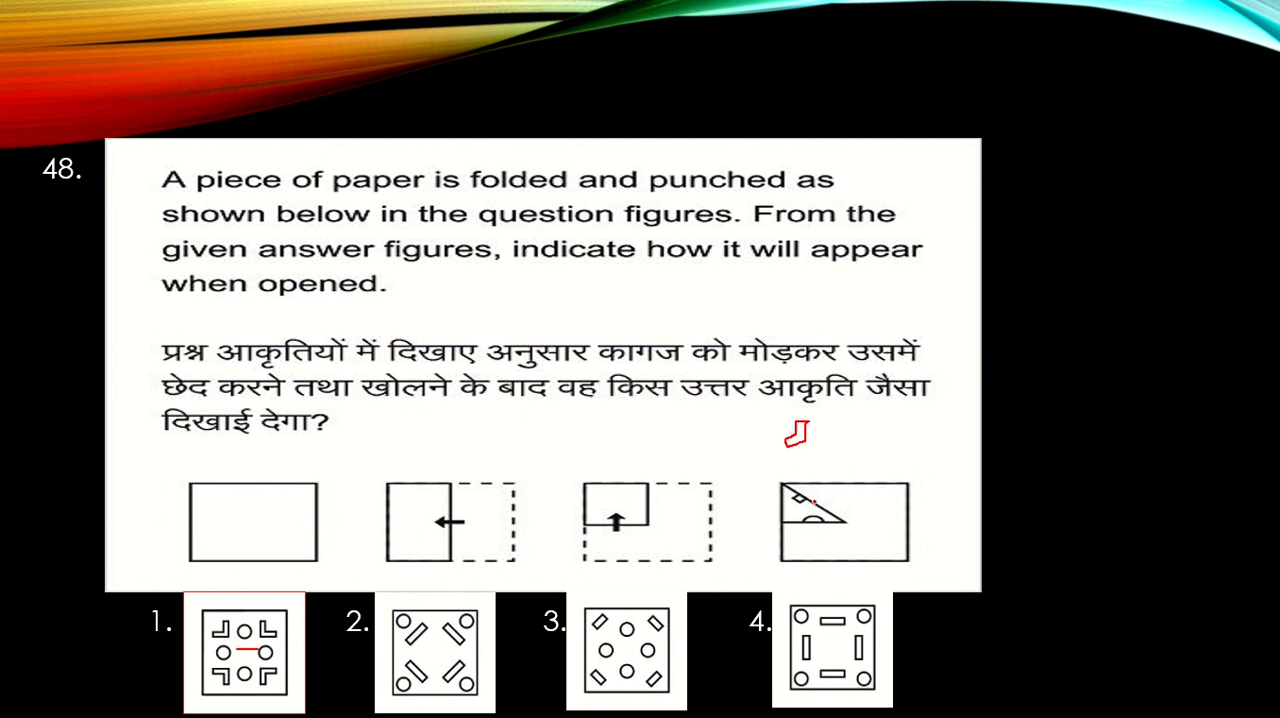 48.
A piece of paper is folded and punched as
shown below in the question figures. From the
given answer figures, indicate how it will appear
when opened.
प्रश्न आकृतियों में दिखाए अनुसार कागज को मोड़कर उसमें
छेद करने तथा खोलने के बाद वह किस उत्तर आकृति जैसा
दिखाई देगा?
1. 2. 3. 4.